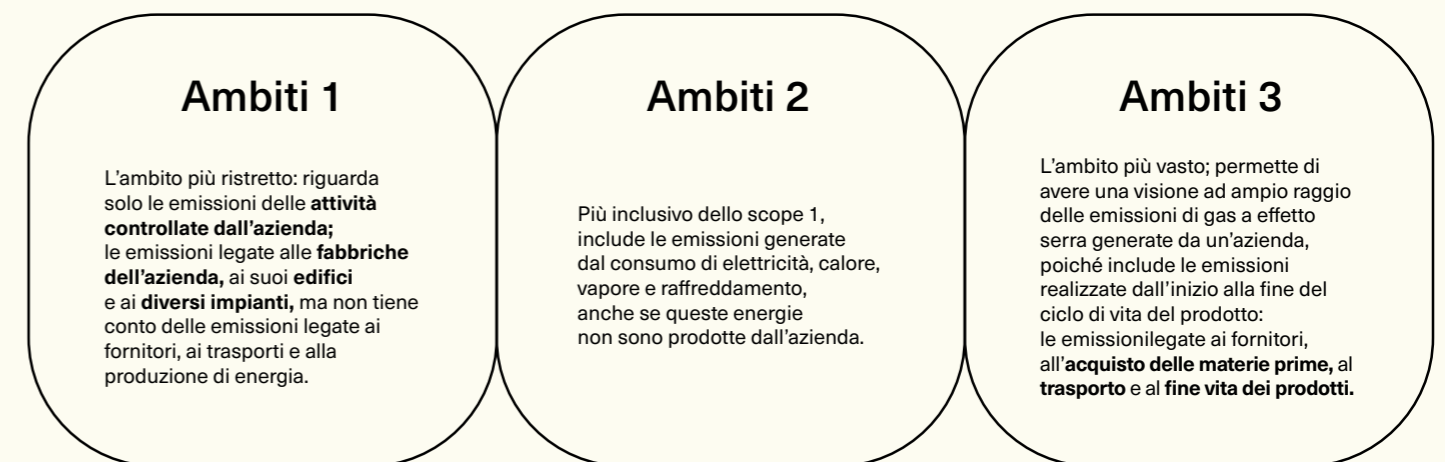 Ambiti 1
L'ambito più ristretto: riguarda
solo le emissioni delle attività
controllate dall'azienda;
le emissioni legate alle fabbriche
dell'azienda, ai suoi edifici
e ai diversi impianti, ma non tiene
conto delle emissioni legate ai
fornitori, ai trasporti e alla
produzione di energia.
Ambiti 2
Più inclusivo dello scope 1,
include le emissioni generate
dal consumo di elettricità, calore,
vapore e raffreddamento,
anche se queste energie
non sono prodotte dall'azienda.
Ambiti 3
L'ambito più vasto; permette di
avere una visione ad ampio raggio
delle emissioni di gas a effetto
serra generate da un'azienda,
poiché include le emissioni
realizzate dall'inizio alla fine del
ciclo di vita del prodotto:
le emissionilegate ai fornitori,
all'acquisto delle materie prime, al
trasporto e al fine vita dei prodotti.